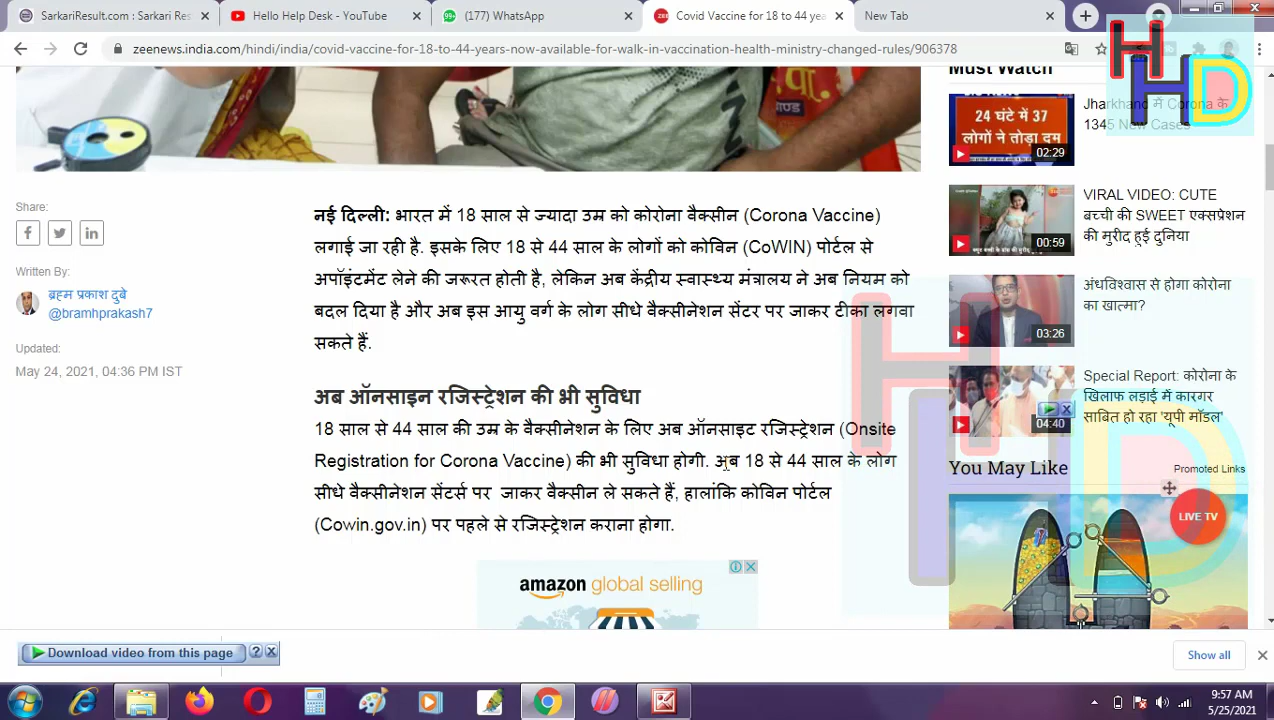 SarkariResult.com : Sarkari Res
Hello Help Desk - YouTube
(177) WhatsApp
Covid Vaccine for 18 to 44 yea
New Tab
zeenews.india.com/hindi/india/covid-vaccine-for-18-to-44-years-now-available-for-walk-in-vaccination-health-ministry-changed-rules/906378
HHD
Must Watch
24 घंटे में 37
लोगों ने तोड़ा दम
02:29
Jharkhand में Corona के
1345 New Cases
00:59
VIRAL VIDEO: CUTE
बच्ची की SWEET एक्सप्रेशन
की मुरीद हुई दुनिया
03:26
अंधविश्वास से होगा कोरोना
का खात्मा?
04:40
Special Report: कोरोना के
खिलाफ लड़ाई में कारगर
साबित हो रहा 'यूपी मॉडल'
You May Like
Promoted Links
LIVE TV
Share:
Written By:
ब्रह्म प्रकाश दुबे
@bramhprakash7
Updated:
May 24, 2021, 04:36 PM IST
नई दिल्ली: भारत में 18 साल से ज्यादा उम्र को कोरोना वैक्सीन (Corona Vaccine)
लगाई जा रही है. इसके लिए 18 से 44 साल के लोगों को कोविन (CoWIN) पोर्टल से
अपॉइंटमेंट लेने की जरूरत होती है, लेकिन अब केंद्रीय स्वास्थ्य मंत्रालय ने अब नियम को
बदल दिया है और अब इस आयु वर्ग के लोग सीधे वैक्सीनेशन सेंटर पर जाकर टीका लगवा
सकते हैं.
अब ऑनसाइन रजिस्ट्रेशन की भी सुविधा
18 साल से 44 साल की उम्र के वैक्सीनेशन के लिए अब ऑनसाइट रजिस्ट्रेशन (Onsite
Registration for Corona Vaccine) की भी सुविधा होगी. अब 18 से 44 साल के लोग
सीधे वैक्सीनेशन सेंटर्स पर जाकर वैक्सीन ले सकते हैं, हालांकि कोविन पोर्टल
(Cowin.gov.in) पर पहले से रजिस्ट्रेशन कराना होगा.
amazon global selling
HHD
Download video from this page
Show all
9:57 AM
5/25/2021